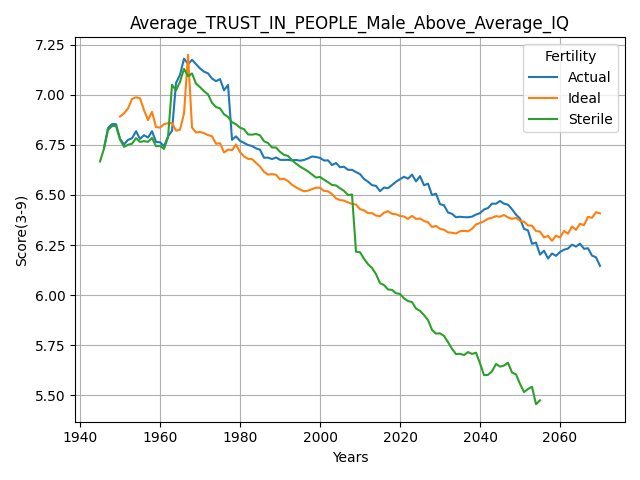 Average_TRUST_IN_PEOPLE_Male_Above_Average_IQ
7.25
7.00
6.75
6.50
6.25
6.00
5.75
5.50
Score(3-9)
Fertility
Actual
Ideal
Sterile
1940 1960 1980 2000 2020 2040 2060
Years